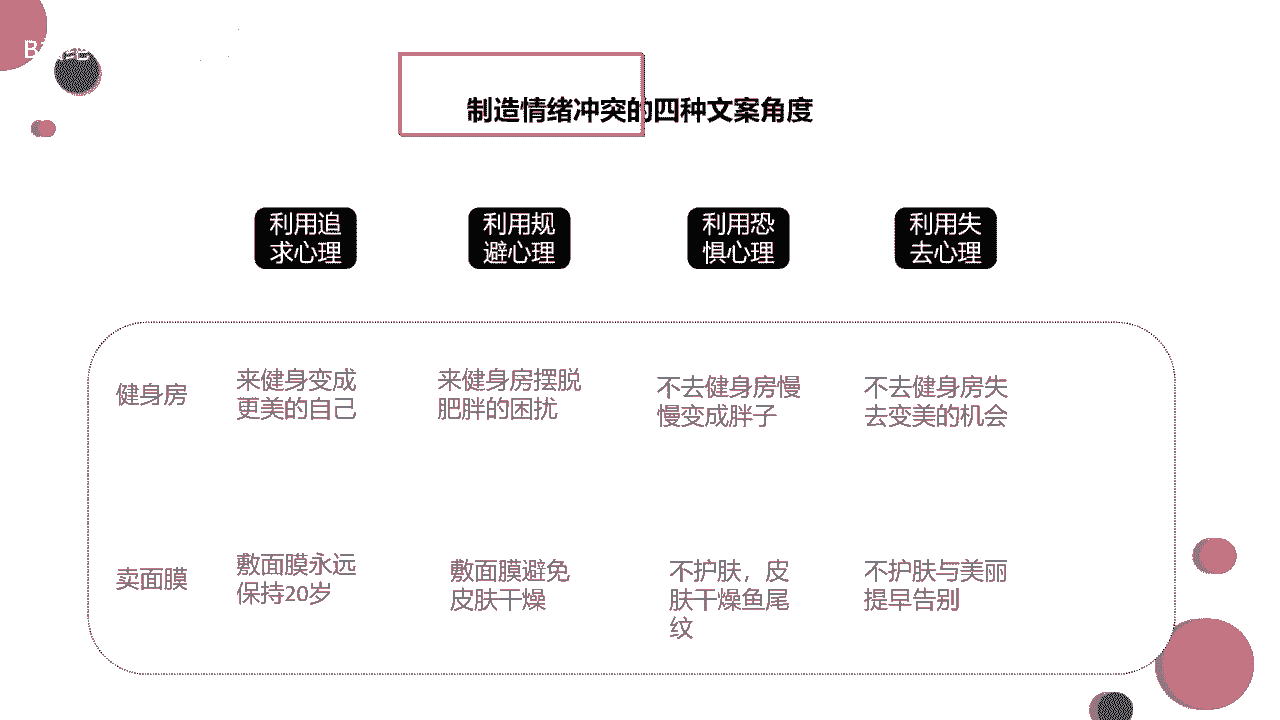 制造情绪冲突的四种文案角度
利用追
求心理
利用规
避心理
利用恐
惧心理
利用失
去心理
健身房
来健身变成
更美的自己
来健身房摆脱
肥胖的困扰
不去健身房慢
慢变成胖子
不去健身房失
去变美的机会
卖面膜
敷面膜永远
保持20岁
敷面膜避免
皮肤干燥
不护肤，皮
肤干燥鱼尾
纹
不护肤与美丽
提早告别